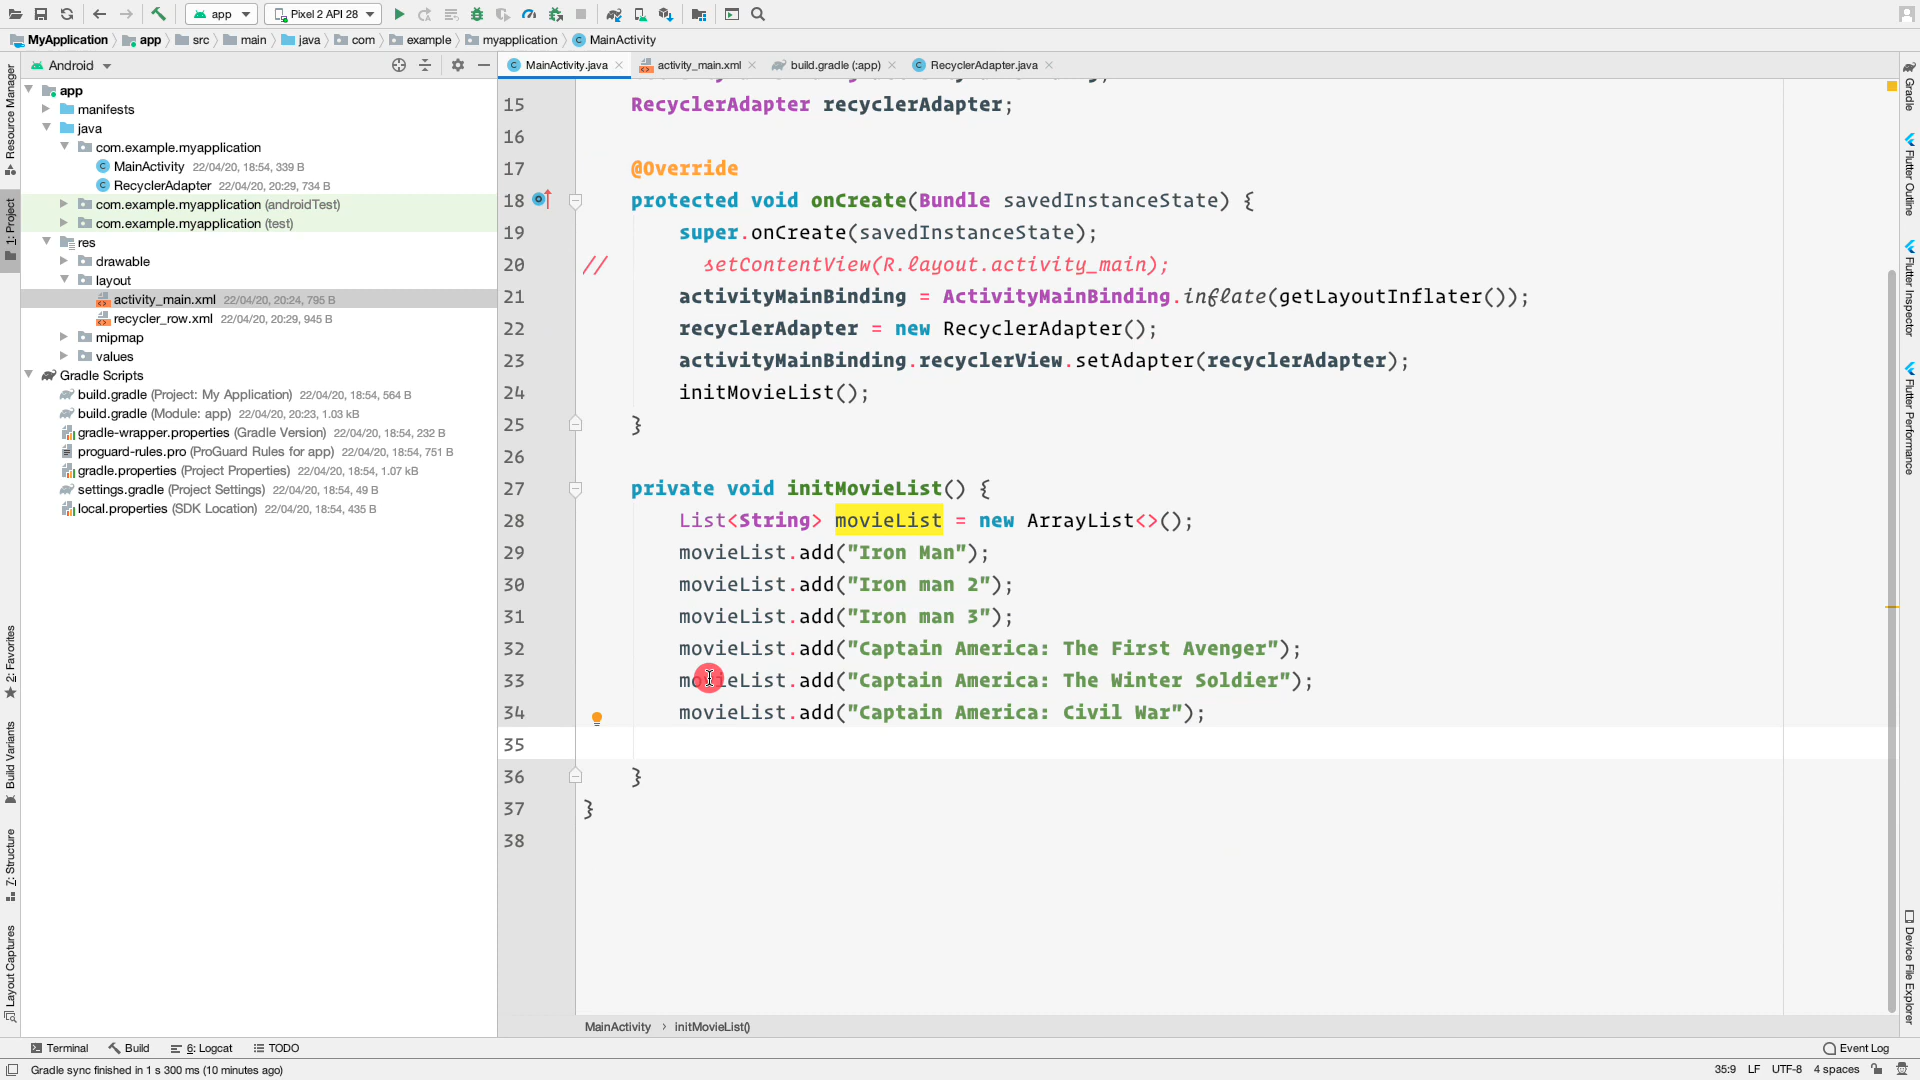 app
Pixel 2 API 28
MyApplication
app
src
main
java
com
example
myapplication
MainActivity
Android
MainActivity.java
activity_main.xml
build.gradle (:app)
RecyclerAdapter.java
Resource Manager
1: Project
2: Favorites
Build Variants
7: Structure
Layout Captures
app
manifests
java
com.example.myapplication
MainActivity 22/04/20, 18:54, 339 B
RecyclerAdapter 22/04/20, 20:29, 734 B
com.example.myapplication (androidTest)
com.example.myapplication (test)
res
drawable
layout
activity_main.xml 22/04/20, 20:24, 795 B
recycler_row.xml 22/04/20, 20:29, 945 B
mipmap
values
Gradle Scripts
build.gradle (Project: My Application) 22/04/20, 18:54, 564 B
build.gradle (Module: app) 22/04/20, 20:23, 1.03 kB
gradle-wrapper.properties (Gradle Version) 22/04/20, 18:54, 232 B
proguard-rules.pro (ProGuard Rules for app) 22/04/20, 18:54, 751 B
gradle.properties (Project Properties) 22/04/20, 18:54, 1.07 kB
settings.gradle (Project Settings) 22/04/20, 18:54, 49 B
local.properties (SDK Location) 22/04/20, 18:54, 435 B
15 RecyclerAdapter recyclerAdapter;
16
17 @Override
18 protected void onCreate(Bundle savedInstanceState) {
19 super.onCreate(savedInstanceState);
20 // setContentView(R.layout.activity_main);
21 activityMainBinding = ActivityMainBinding.inflate(getLayoutInflater());
22 recyclerAdapter = new RecyclerAdapter();
23 activityMainBinding.recyclerView.setAdapter(recyclerAdapter);
24 initMovieList();
25 }
26
27 private void initMovieList() {
28 List<String> movieList = new ArrayList<>();
29 movieList.add("Iron Man");
30 movieList.add("Iron man 2");
31 movieList.add("Iron man 3");
32 movieList.add("Captain America: The First Avenger");
33 movieList.add("Captain America: The Winter Soldier");
34 movieList.add("Captain America: Civil War");
35
36 }
37 }
38
Gradle
Flutter Outline
Flutter Inspector
Flutter Performance
Device File Explorer
MainActivity › initMovieList()
Terminal
Build
6: Logcat
TODO
Event Log
Gradle sync finished in 1 s 300 ms (10 minutes ago)
35:9 LF UTF-8 4 spaces